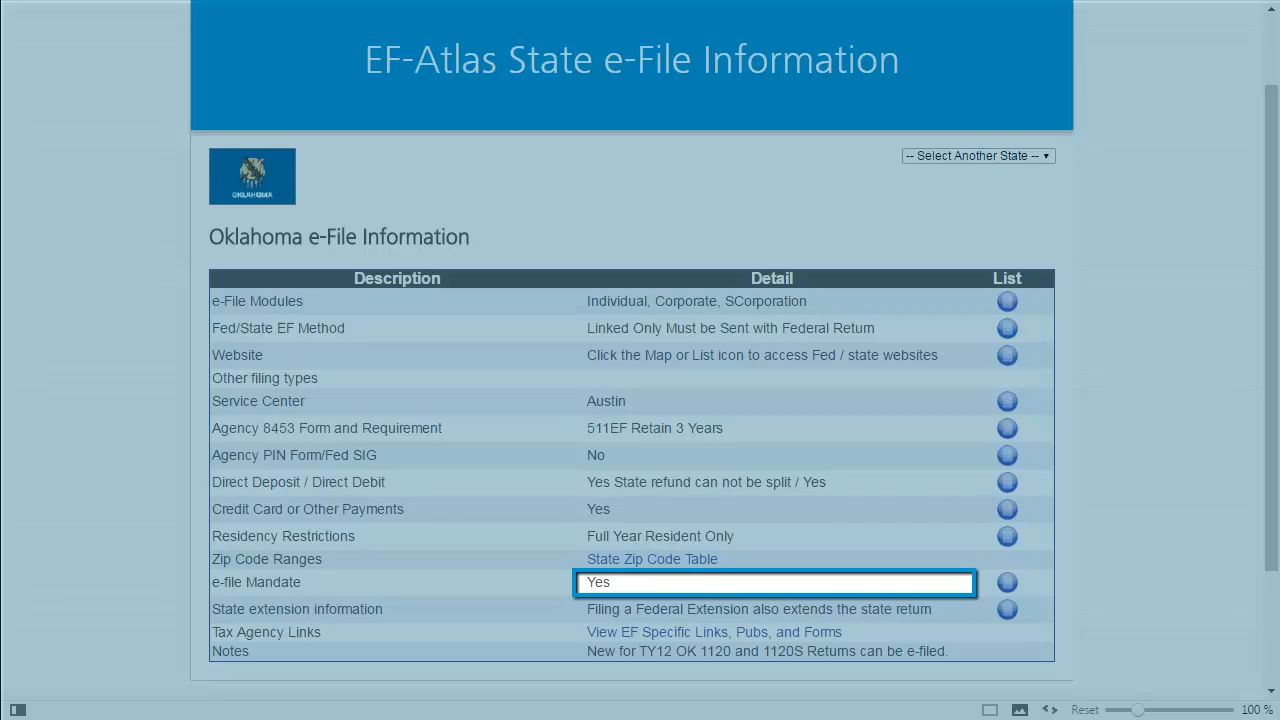 EF-Atlas State e-File Information
OKLAHOMA
-- Select Another State --
Oklahoma e-File Information
Description Detail List
e-File Modules Individual, Corporate, SCorporation
Fed/State EF Method Linked Only Must be Sent with Federal Return
Website Click the Map or List icon to access Fed / state websites
Other filing types
Service Center Austin
Agency 8453 Form and Requirement 511EF Retain 3 Years
Agency PIN Form/Fed SIG No
Direct Deposit / Direct Debit Yes State refund can not be split / Yes
Credit Card or Other Payments Yes
Residency Restrictions Full Year Resident Only
Zip Code Ranges State Zip Code Table
e-file Mandate Yes
State extension information Filing a Federal Extension also extends the state return
Tax Agency Links View EF Specific Links, Pubs, and Forms
Notes New for TY12 OK 1120 and 1120S Returns can be e-filed.
Reset 100 %